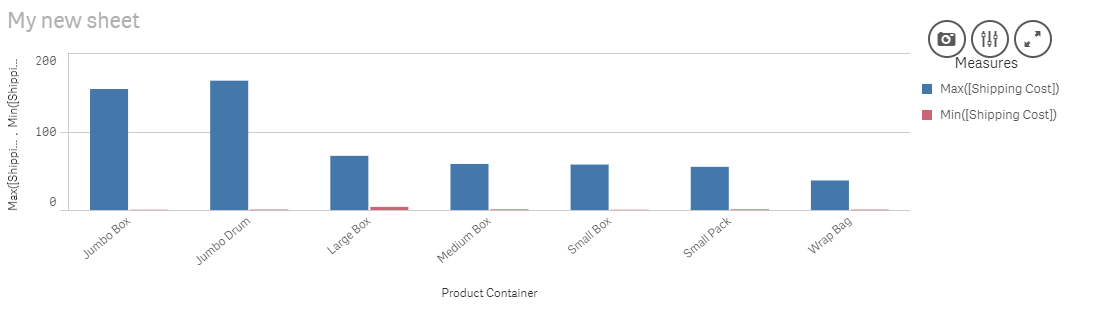 My new sheet
Max([Shippi... , Min([Shippi...
200
100
0
Jumbo Box
Jumbo Drum
Large Box
Medium Box
Small Box
Small Pack
Wrap Bag
Product Container
Measures
Max([Shipping Cost])
Min([Shipping Cost])